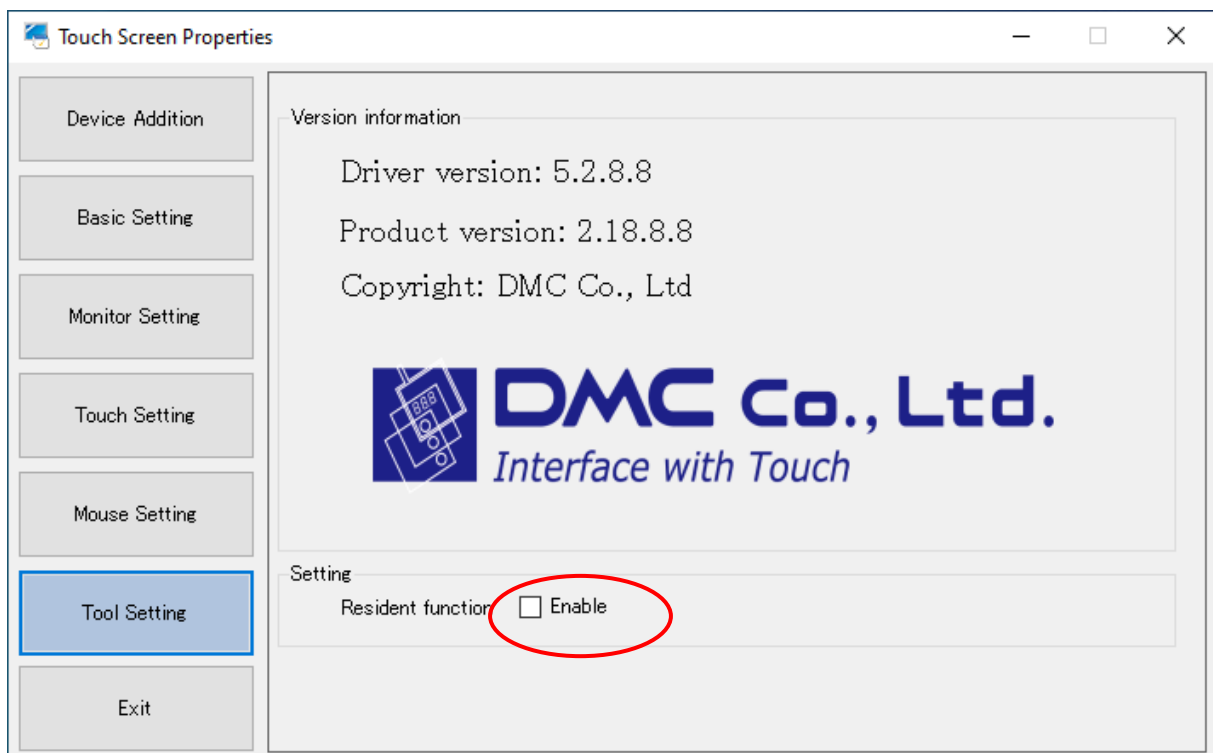 Touch Screen Properties
Device Addition
Basic Setting
Monitor Setting
Touch Setting
Mouse Setting
Tool Setting
Exit
Version information
Driver version: 5.2.8.8
Product version: 2.18.8.8
Copyright: DMC Co., Ltd
888
DMC Co., Ltd.
Interface with Touch
Setting
Resident function Enable